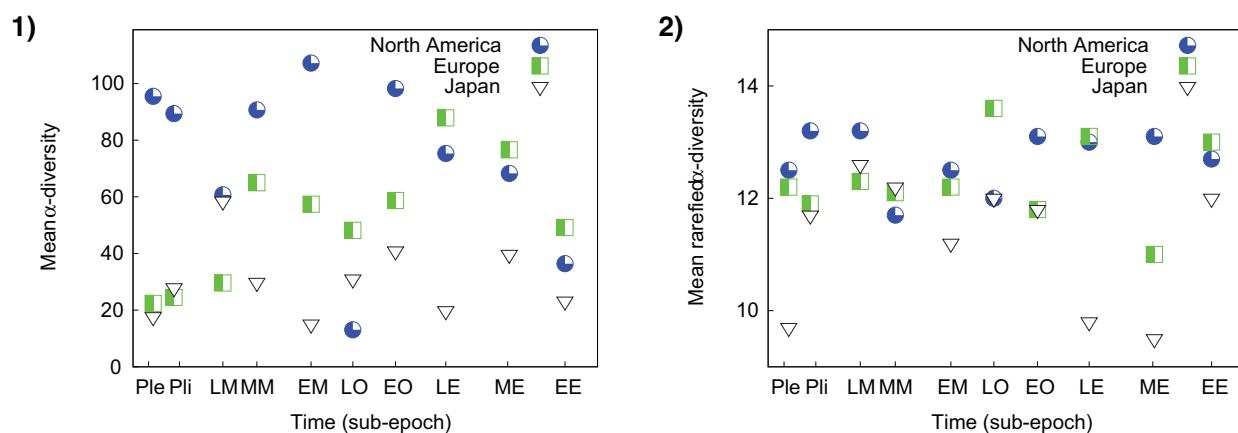 1)
North America
Europe
Japan
Mean α-diversity
100
80
60
40
20
0
Ple Pli LM MM EM LO EO LE ME EE
Time (sub-epoch)
2)
North America
Europe
Japan
Mean rarefiedα-diversity
14
12
10
Ple Pli LM MM EM LO EO LE ME EE
Time (sub-epoch)